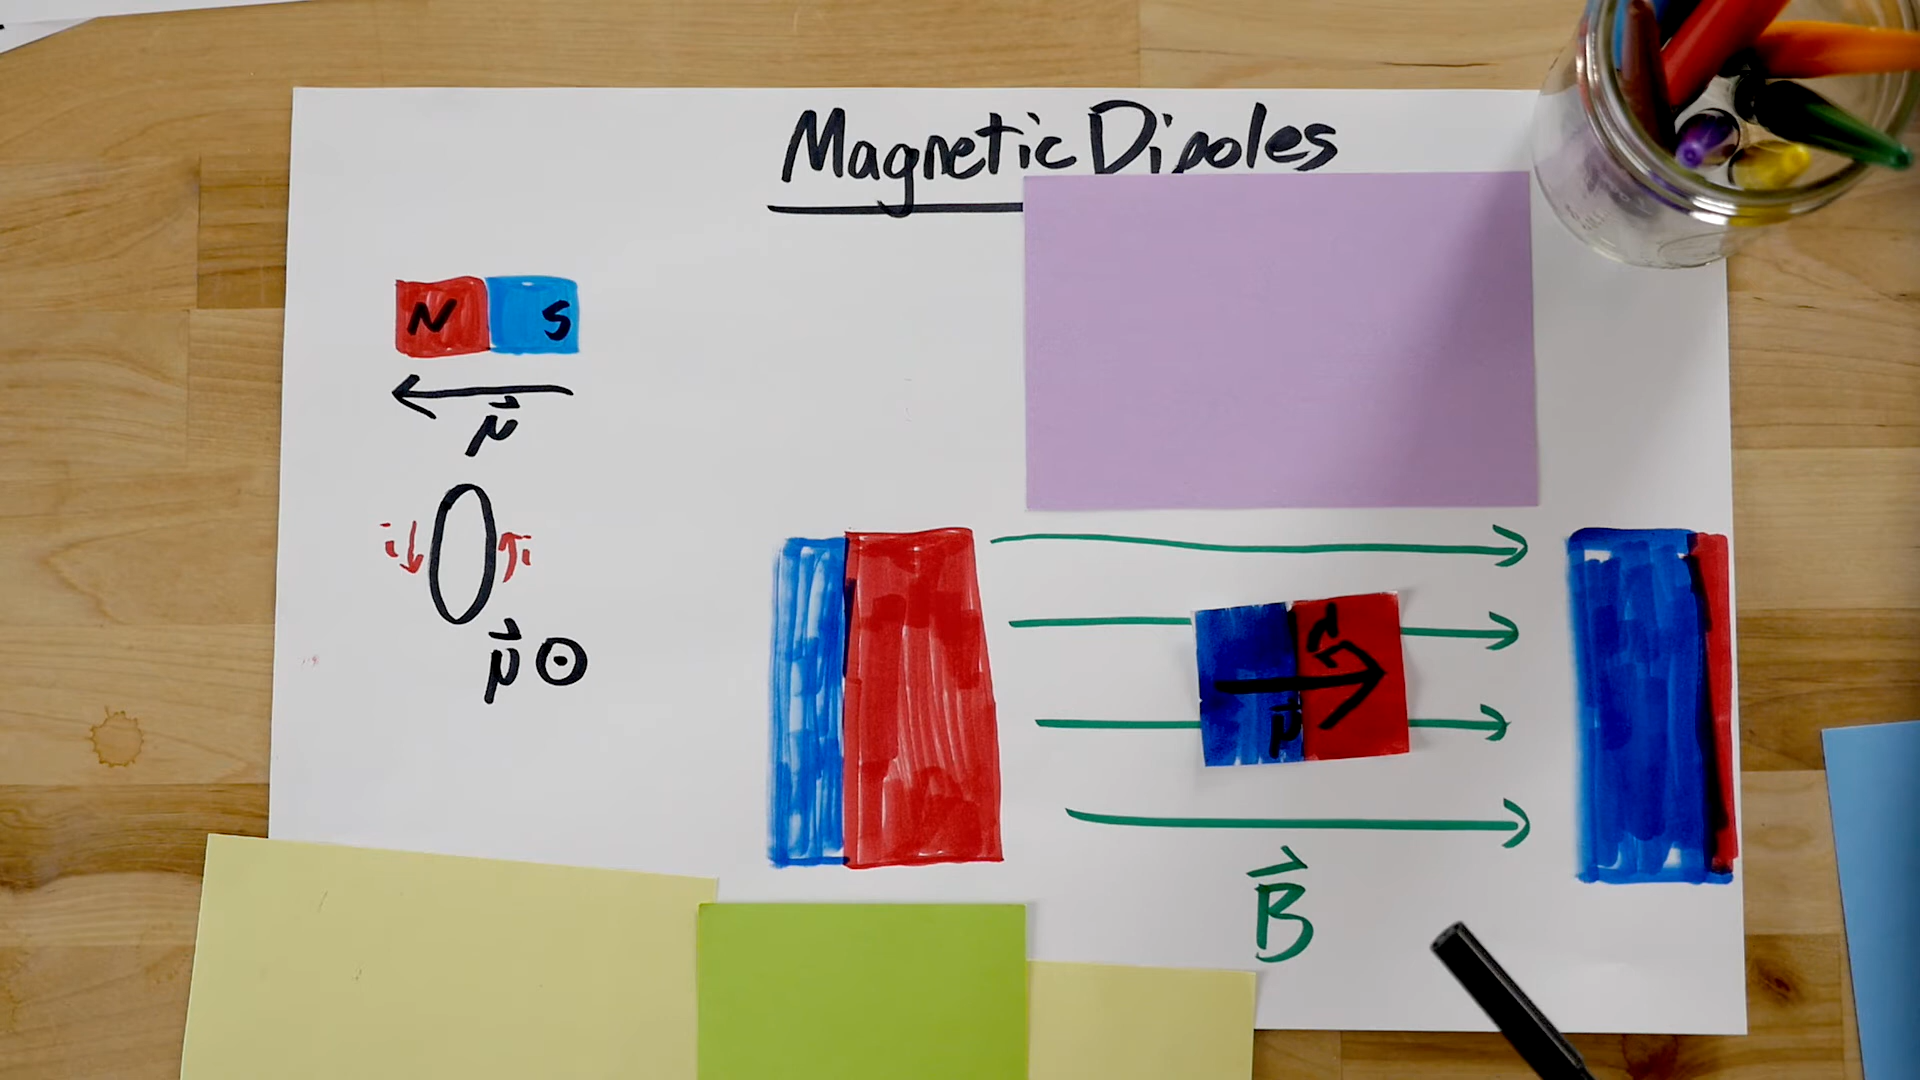 Magnetic Dipoles
N S
μ⃗
i i
μ⃗
μ⃗
B⃗